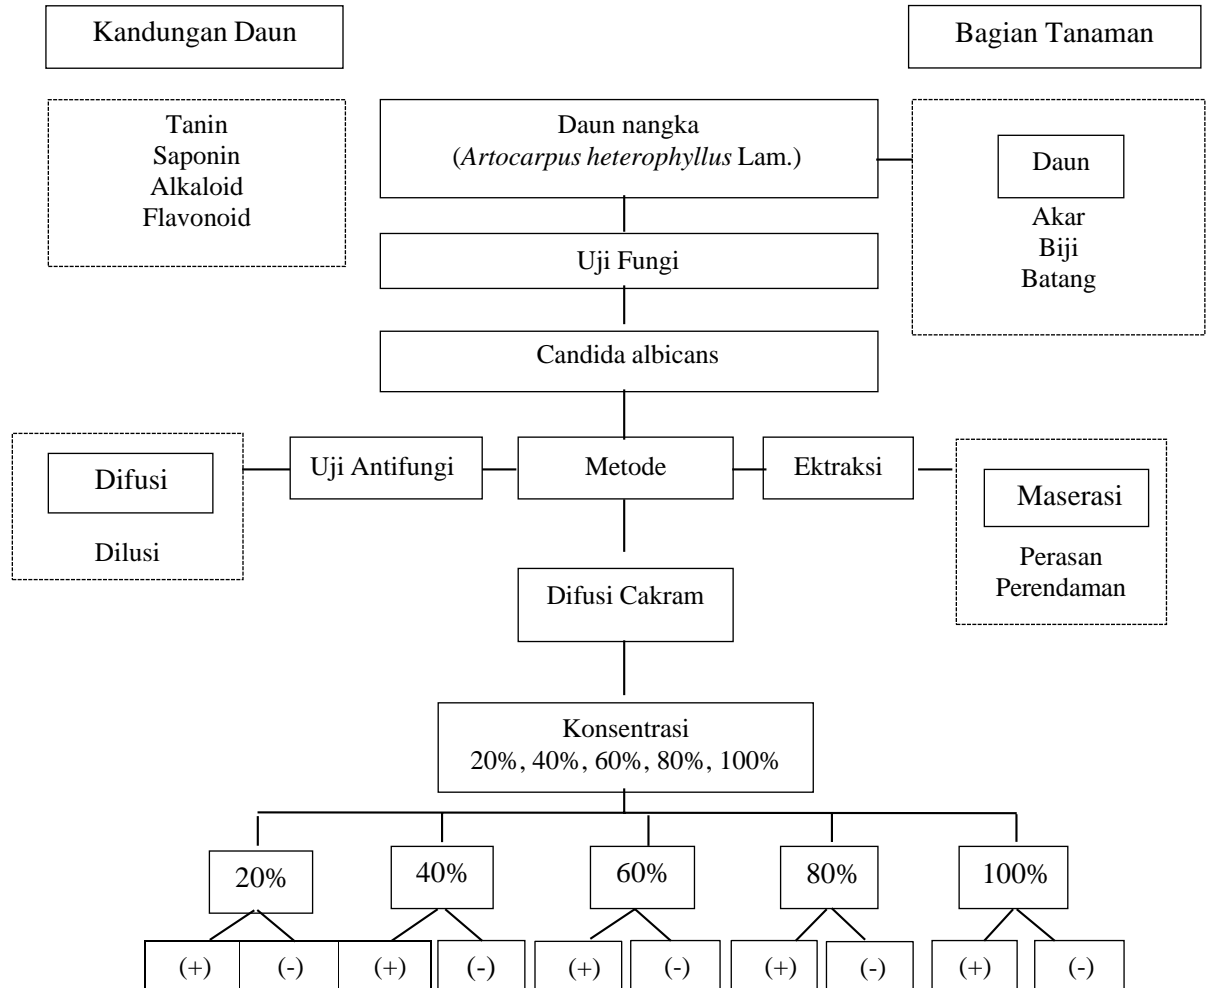 Kandungan Daun
Bagian Tanaman
Tanin
Saponin
Alkaloid
Flavonoid
Daun nangka
(Artocarpus heterophyllus Lam.)
Daun
Akar
Biji
Batang
Uji Fungi
Candida albicans
Difusi
Dilusi
Uji Antifungi
Metode
Ektraksi
Maserasi
Perasan
Perendaman
Difusi Cakram
Konsentrasi
20%, 40%, 60%, 80%, 100%
20%
40%
60%
80%
100%
(+)
(-)
(+)
(-)
(+)
(-)
(+)
(-)
(+)
(-)